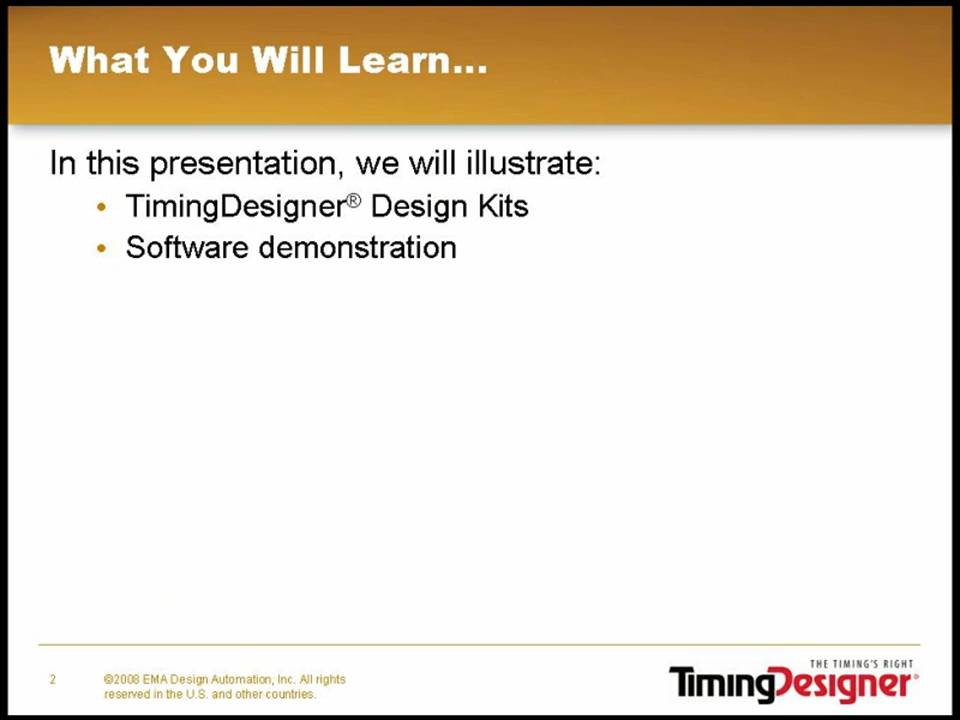 What You Will Learn...
In this presentation, we will illustrate:
• TimingDesigner® Design Kits
• Software demonstration
2
©2008 EMA Design Automation, Inc. All rights
reserved in the U.S. and other countries.
THE TIMING'S RIGHT
TimingDesigner®